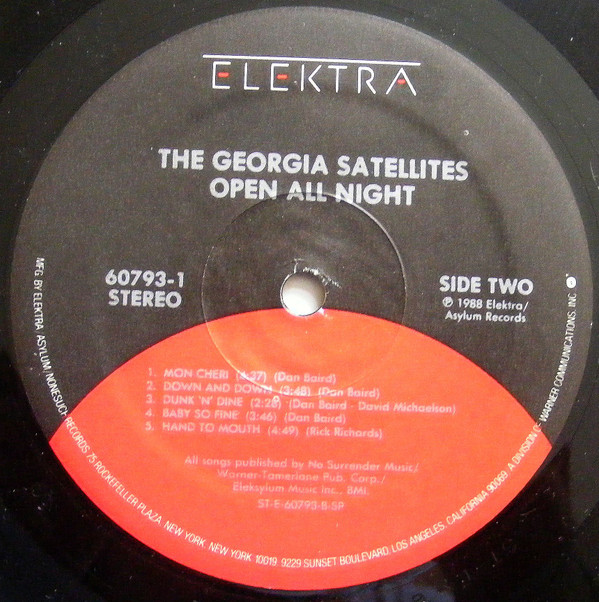 ELEKTRA
THE GEORGIA SATELLITES
OPEN ALL NIGHT
60793-1
STEREO
SIDE TWO
℗ 1988 Elektra/
Asylum Records
1. MON CHERI (3:27) (Dan Baird)
2. DOWN AND DOWN (3:48) (Dan Baird)
3. DUNK 'N' DINE (2:28) (Dan Baird - David Michaelson)
4. BABY SO FINE (3:46) (Dan Baird)
5. HAND TO MOUTH (4:49) (Rick Richards)
All songs published by No Surrender Music/
Warner-Tamerlane Pub. Corp./
Eleksylum Music Inc., BMI.
ST-E-60793-B-SP
MFG. BY ELEKTRA/ASYLUM/NONESUCH RECORDS 75 ROCKEFELLER PLAZA, NEW YORK, NEW YORK 10019. 9229 SUNSET BOULEVARD, LOS ANGELES, CALIFORNIA 90069. A DIVISION OF WARNER COMMUNICATIONS, INC.